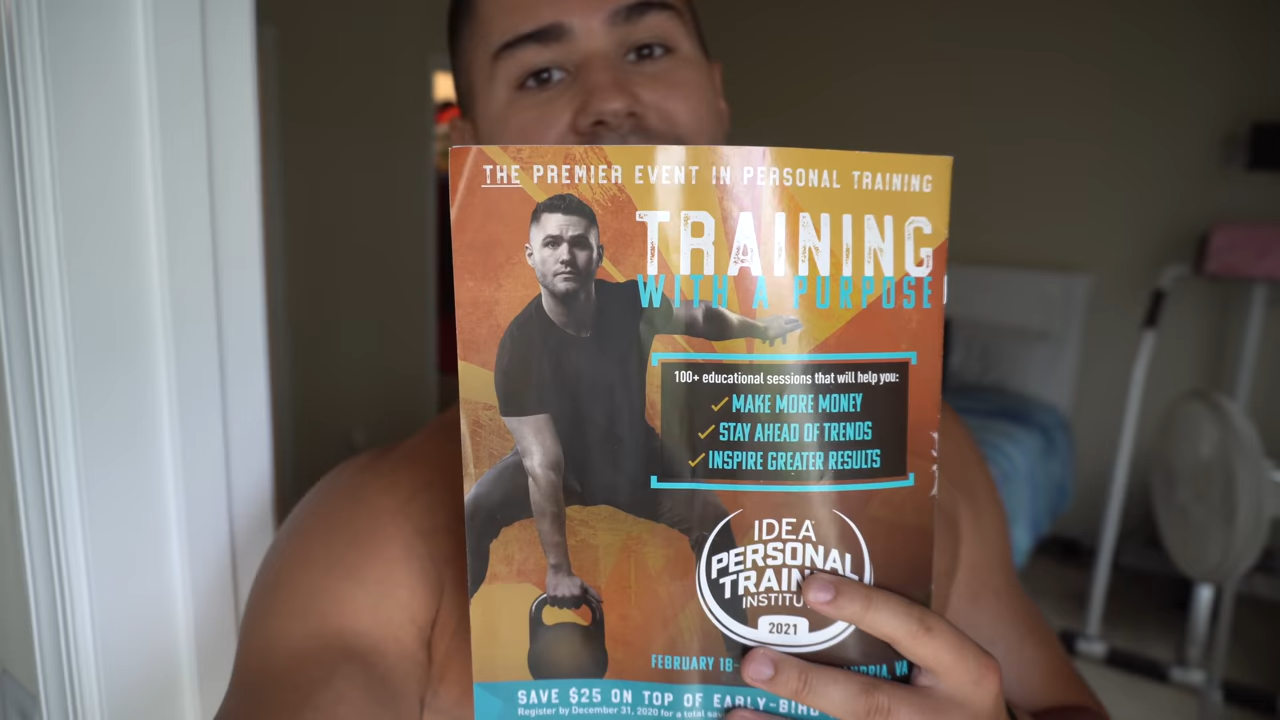 THE PREMIER EVENT IN PERSONAL TRAINING
TRAINING
WITH A PURPOSE
100+ educational sessions that will help you:
MAKE MORE MONEY
STAY AHEAD OF TRENDS
INSPIRE GREATER RESULTS
IDEA
PERSONAL
INSTITU
2021
FEBRUARY 18- VA
SAVE $25 ON TOP OF EARLY-BIRD
Register by December 31, 2020 for a total